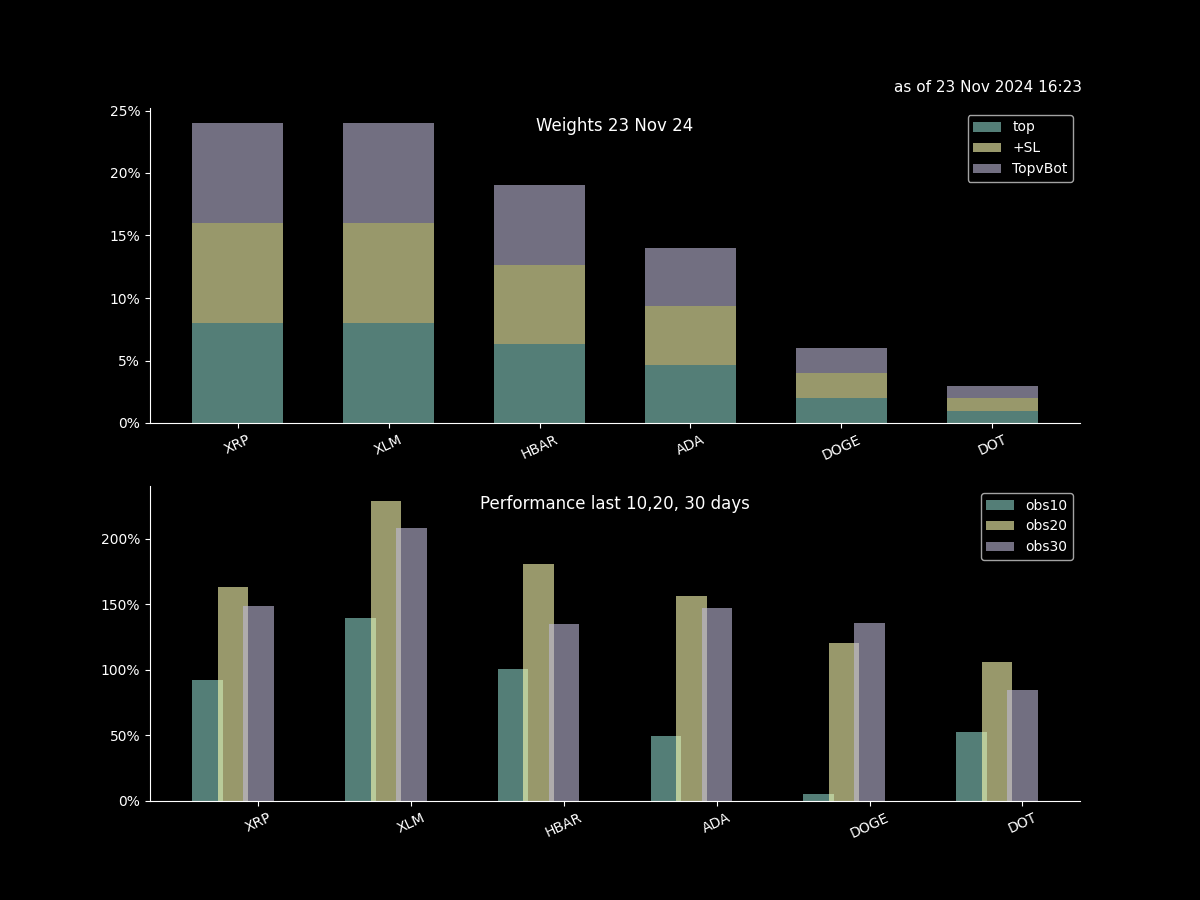 as of 23 Nov 2024 16:23
Weights 23 Nov 24
top
+SL
TopvBot
25%
20%
15%
10%
5%
0%
XRP XLM HBAR ADA DOGE DOT
Performance last 10,20, 30 days
obs10
obs20
obs30
200%
150%
100%
50%
0%
XRP XLM HBAR ADA DOGE DOT